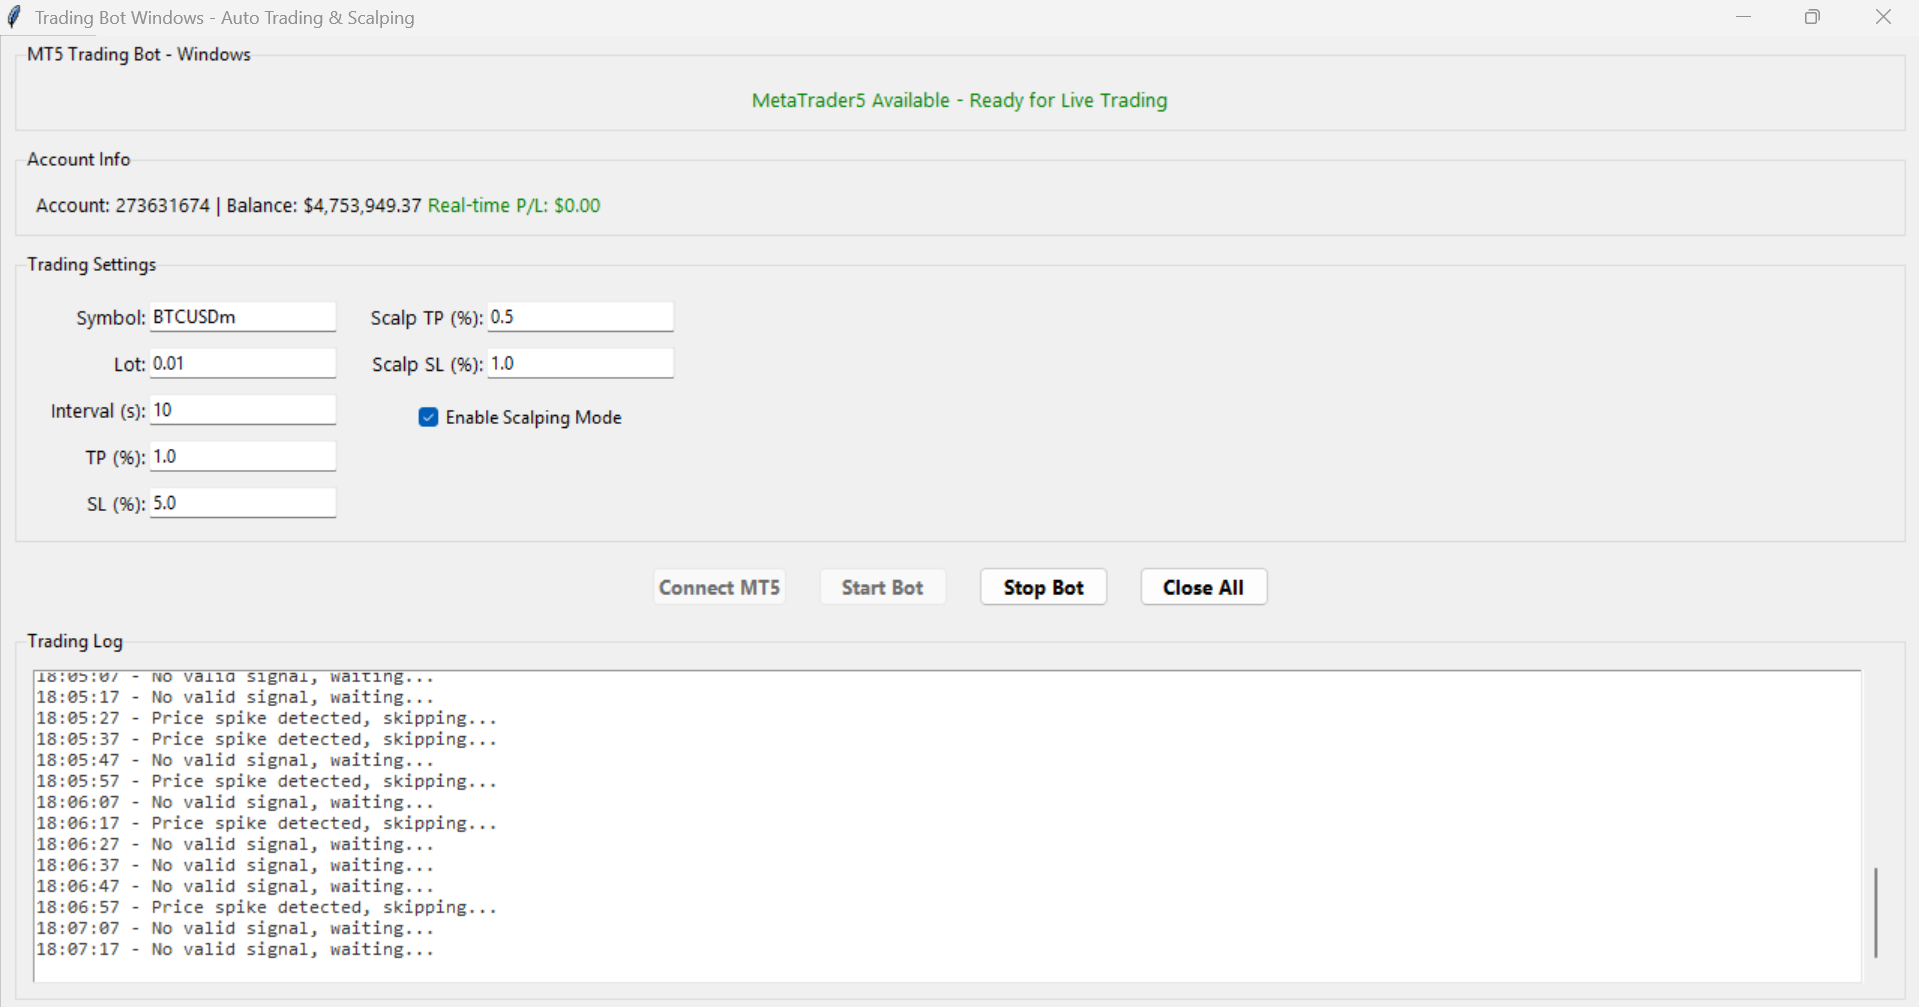 Trading Bot Windows - Auto Trading & Scalping
MT5 Trading Bot - Windows
MetaTrader5 Available - Ready for Live Trading
Account Info
Account: 273631674 | Balance: $4,753,949.37 Real-time P/L: $0.00
Trading Settings
Symbol: BTCUSDm Scalp TP (%): 0.5
Lot: 0.01 Scalp SL (%): 1.0
Interval (s): 10 Enable Scalping Mode
TP (%): 1.0
SL (%): 5.0
Connect MT5 Start Bot Stop Bot Close All
Trading Log
18:05:07 - No valid signal, waiting...
18:05:17 - No valid signal, waiting...
18:05:27 - Price spike detected, skipping...
18:05:37 - Price spike detected, skipping...
18:05:47 - No valid signal, waiting...
18:05:57 - Price spike detected, skipping...
18:06:07 - No valid signal, waiting...
18:06:17 - Price spike detected, skipping...
18:06:27 - No valid signal, waiting...
18:06:37 - No valid signal, waiting...
18:06:47 - No valid signal, waiting...
18:06:57 - Price spike detected, skipping...
18:07:07 - No valid signal, waiting...
18:07:17 - No valid signal, waiting...